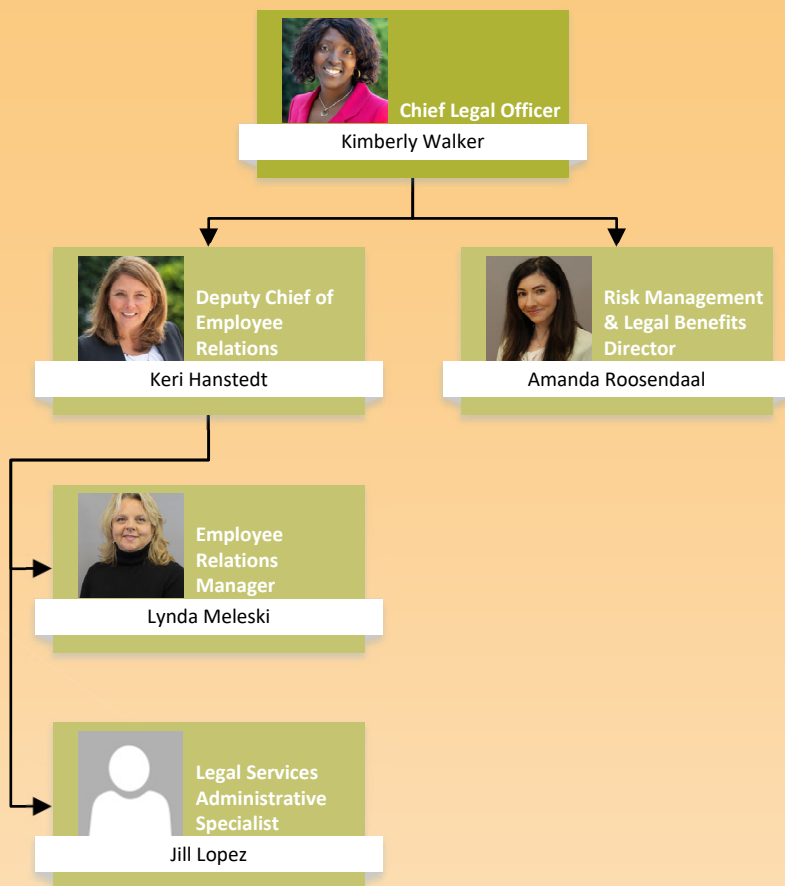 Chief Legal Officer
Kimberly Walker
Deputy Chief of
Employee
Relations
Keri Hanstedt
Risk Management
& Legal Benefits
Director
Amanda Roosendaal
Employee
Relations
Manager
Lynda Meleski
Legal Services
Administrative
Specialist
Jill Lopez